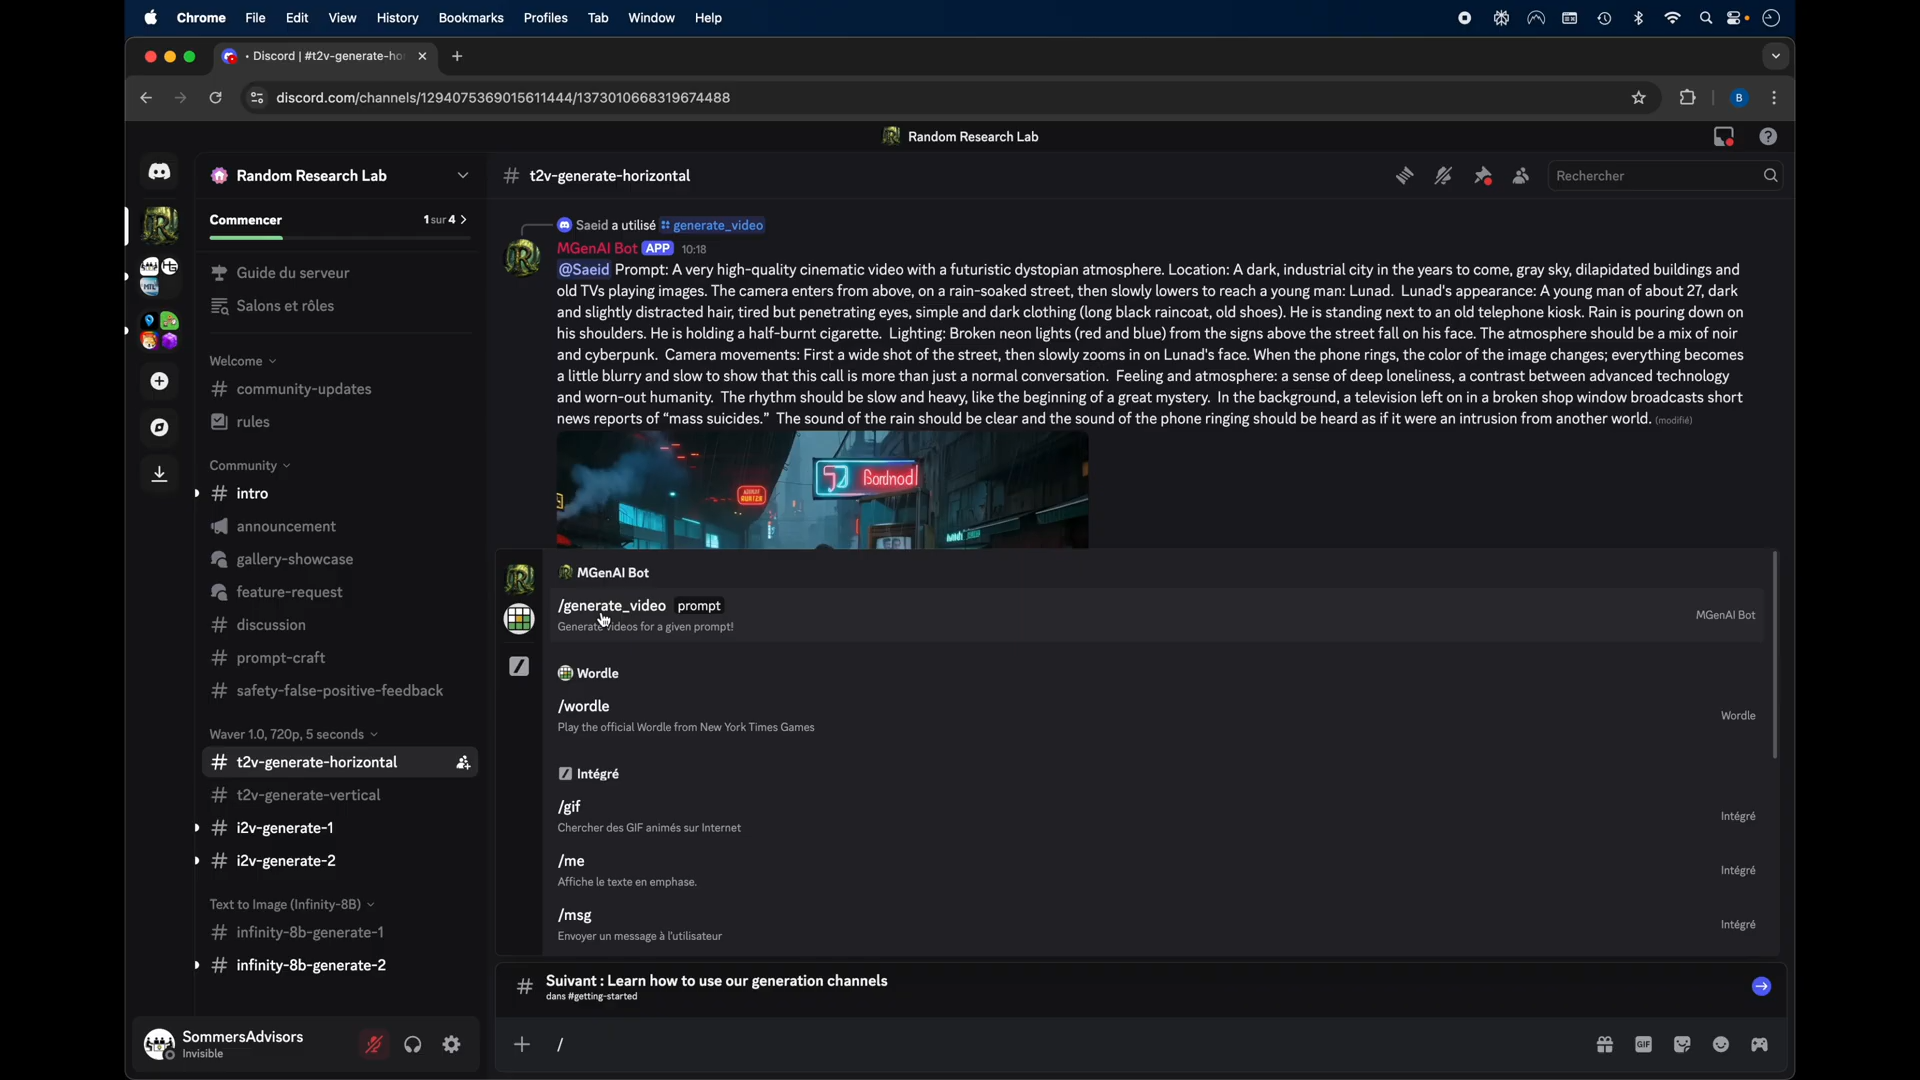 Chrome File Edit View History Bookmarks Profiles Tab Window Help
• Discord | #t2v-generate-ho
discord.com/channels/1294075369015611444/1373010668319674488
B
Random Research Lab
Random Research Lab
# t2v-generate-horizontal
Rechercher
Commencer 1 sur 4 >
Guide du serveur
Salons et rôles
Welcome
# community-updates
rules
Community
# intro
announcement
gallery-showcase
feature-request
# discussion
# prompt-craft
# safety-false-positive-feedback
Waver 1.0, 720p, 5 seconds
# t2v-generate-horizontal
# t2v-generate-vertical
# i2v-generate-1
# i2v-generate-2
Text to Image (Infinity-8B)
# infinity-8b-generate-1
# infinity-8b-generate-2
SommersAdvisors
Invisible
Saeid a utilisé generate_video
MGenAI Bot APP 10:18
@Saeid Prompt: A very high-quality cinematic video with a futuristic dystopian atmosphere. Location: A dark, industrial city in the years to come, gray sky, dilapidated buildings and
old TVs playing images. The camera enters from above, on a rain-soaked street, then slowly lowers to reach a young man: Lunad. Lunad's appearance: A young man of about 27, dark
and slightly distracted hair, tired but penetrating eyes, simple and dark clothing (long black raincoat, old shoes). He is standing next to an old telephone kiosk. Rain is pouring down on
his shoulders. He is holding a half-burnt cigarette. Lighting: Broken neon lights (red and blue) from the signs above the street fall on his face. The atmosphere should be a mix of noir
and cyberpunk. Camera movements: First a wide shot of the street, then slowly zooms in on Lunad's face. When the phone rings, the color of the image changes; everything becomes
a little blurry and slow to show that this call is more than just a normal conversation. Feeling and atmosphere: a sense of deep loneliness, a contrast between advanced technology
and worn-out humanity. The rhythm should be slow and heavy, like the beginning of a great mystery. In the background, a television left on in a broken shop window broadcasts short
news reports of “mass suicides.” The sound of the rain should be clear and the sound of the phone ringing should be heard as if it were an intrusion from another world. (modifié)
Bordnod
MGenAI Bot
/generate_video prompt
Generate videos for a given prompt!
MGenAI Bot
Wordle
/wordle
Play the official Wordle from New York Times Games
Wordle
Intégré
/gif
Chercher des GIF animés sur Internet
Intégré
/me
Affiche le texte en emphase.
Intégré
/msg
Envoyer un message à l'utilisateur
Intégré
# Suivant : Learn how to use our generation channels
dans #getting-started
/
GIF